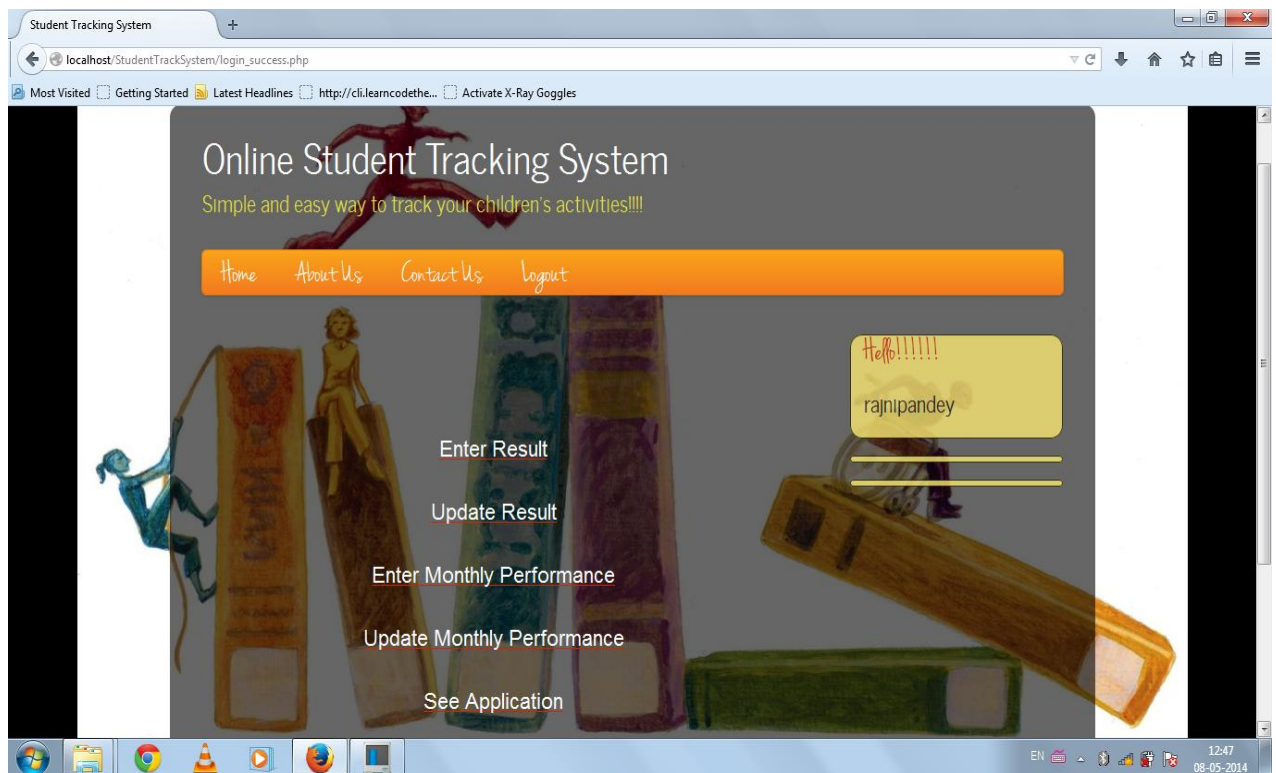 Student Tracking System
localhost/StudentTrackSystem/login_success.php
Most Visited Getting Started Latest Headlines http://cli.learncodethe... Activate X-Ray Goggles
Online Student Tracking System
Simple and easy way to track your children's activities!!!!
Home About Us Contact Us Logout
Hello!!!!!!
rajnipandey
Enter Result
Update Result
Enter Monthly Performance
Update Monthly Performance
See Application
EN 12:47
08-05-2014